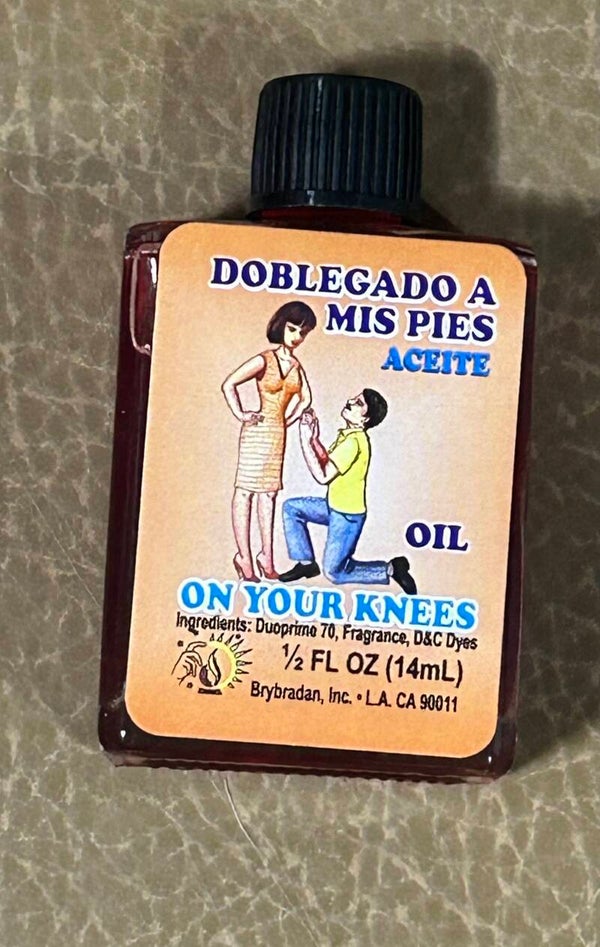 DOBLEGADO A
MIS PIES
ACEITE
OIL
ON YOUR KNEES
Ingredients: Duoprime 70, Fragrance, D&C Dyes
½ FL OZ (14mL)
Brybradan, Inc. • L.A. CA 90011